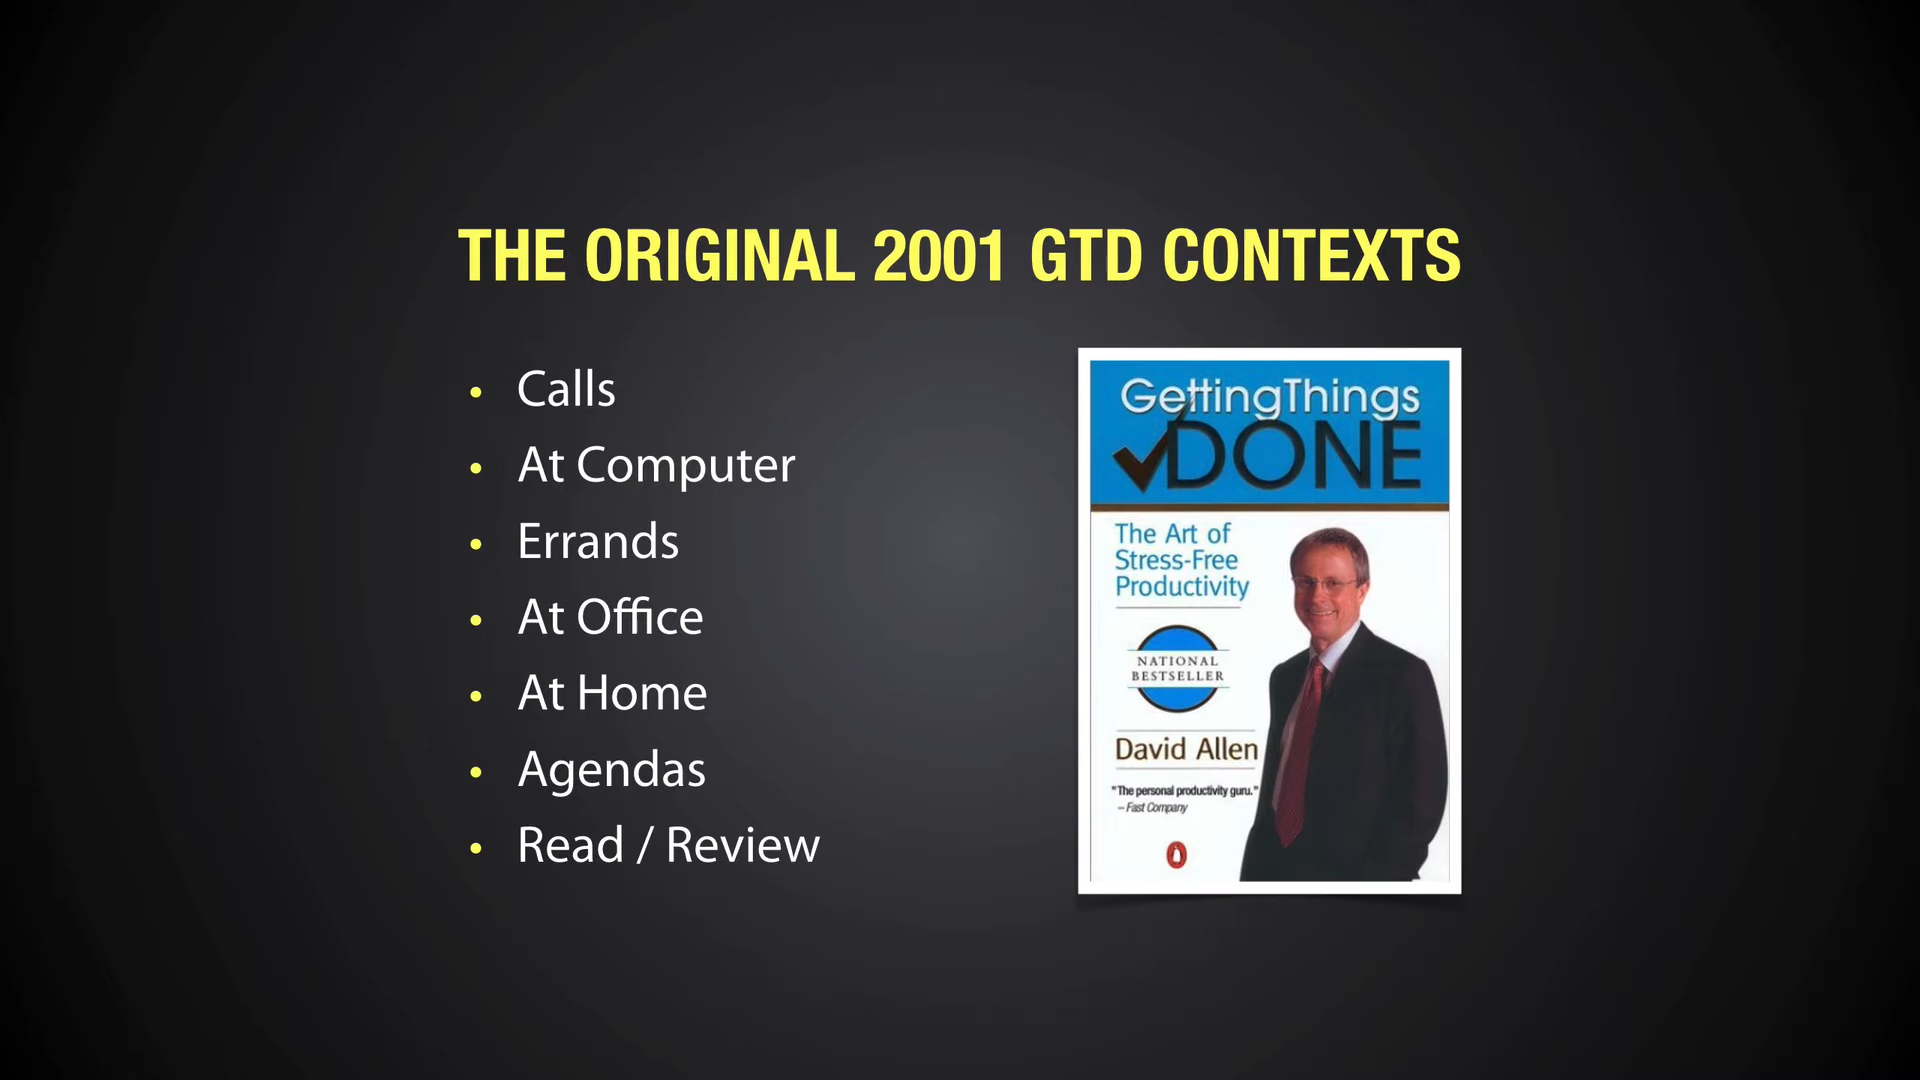 THE ORIGINAL 2001 GTD CONTEXTS
• Calls
• At Computer
• Errands
• At Office
• At Home
• Agendas
• Read / Review
GettingThings
DONE
The Art of
Stress-Free
Productivity
NATIONAL
BESTSELLER
David Allen
"The personal productivity guru."
– Fast Company